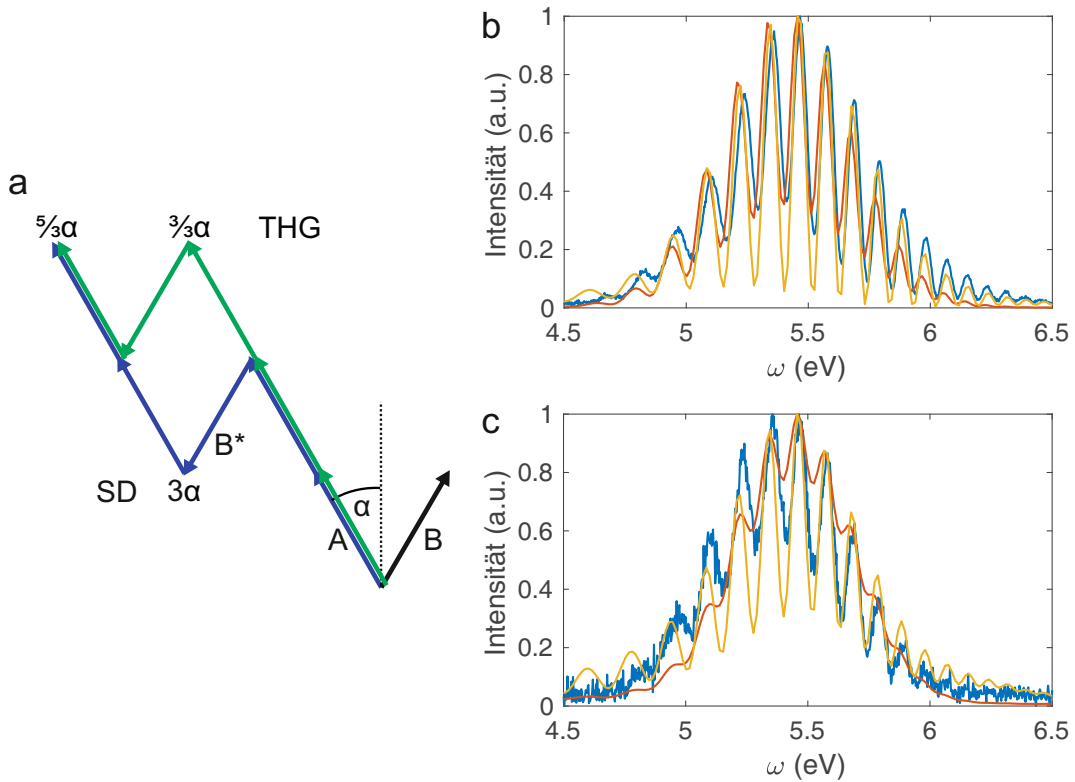 a
⅝α ¾α THG
B*
SD 3α
α
A B
b
Intensität (a.u.)
1
0.8
0.6
0.4
0.2
0
4.5 5 5.5 6 6.5
ω (eV)
c
Intensität (a.u.)
1
0.8
0.6
0.4
0.2
0
4.5 5 5.5 6 6.5
ω (eV)